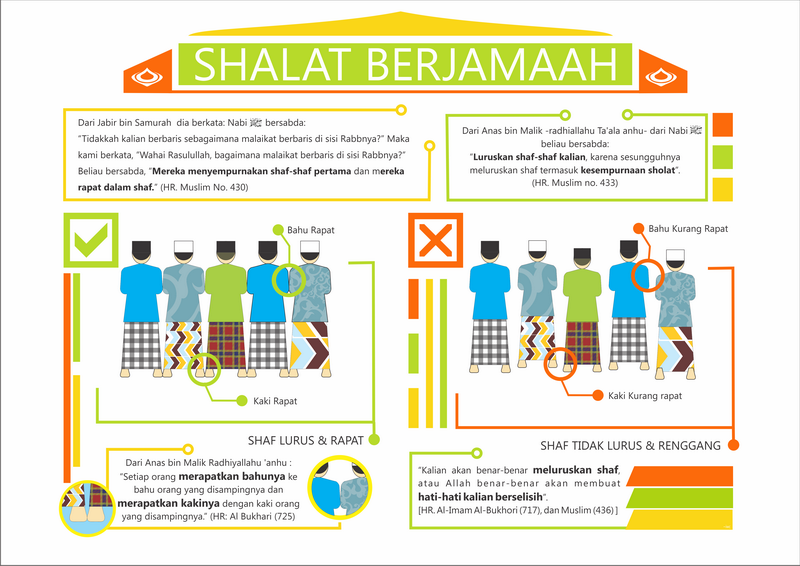 SHALAT BERJAMAAH
Dari Jabir bin Samurah dia berkata: Nabi ﷺ bersabda:
“Tidakkah kalian berbaris sebagaimana malaikat berbaris di sisi Rabbnya?” Maka
kami berkata, “Wahai Rasulullah, bagaimana malaikat berbaris di sisi Rabbnya?”
Beliau bersabda, “Mereka menyempurnakan shaf-shaf pertama dan mereka
rapat dalam shaf.” (HR. Muslim No. 430)
Dari Anas bin Malik -radhiallahu Ta'ala anhu- dari Nabi ﷺ
beliau bersabda:
“Luruskan shaf-shaf kalian, karena sesungguhnya
meluruskan shaf termasuk kesempurnaan sholat”.
(HR. Muslim no. 433)
Bahu Rapat
Kaki Rapat
SHAF LURUS & RAPAT
Bahu Kurang Rapat
Kaki Kurang rapat
SHAF TIDAK LURUS & RENGGANG
Dari Anas bin Malik Radhiyallahu 'anhu :
“Setiap orang merapatkan bahunya ke
bahu orang yang disampingnya dan
merapatkan kakinya dengan kaki orang
yang disampingnya.” (HR: Al Bukhari (725)
“Kalian akan benar-benar meluruskan shaf,
atau Allah benar-benar akan membuat
hati-hati kalian berselisih”.
[HR. Al-Imam Al-Bukhori (717), dan Muslim (436) ]